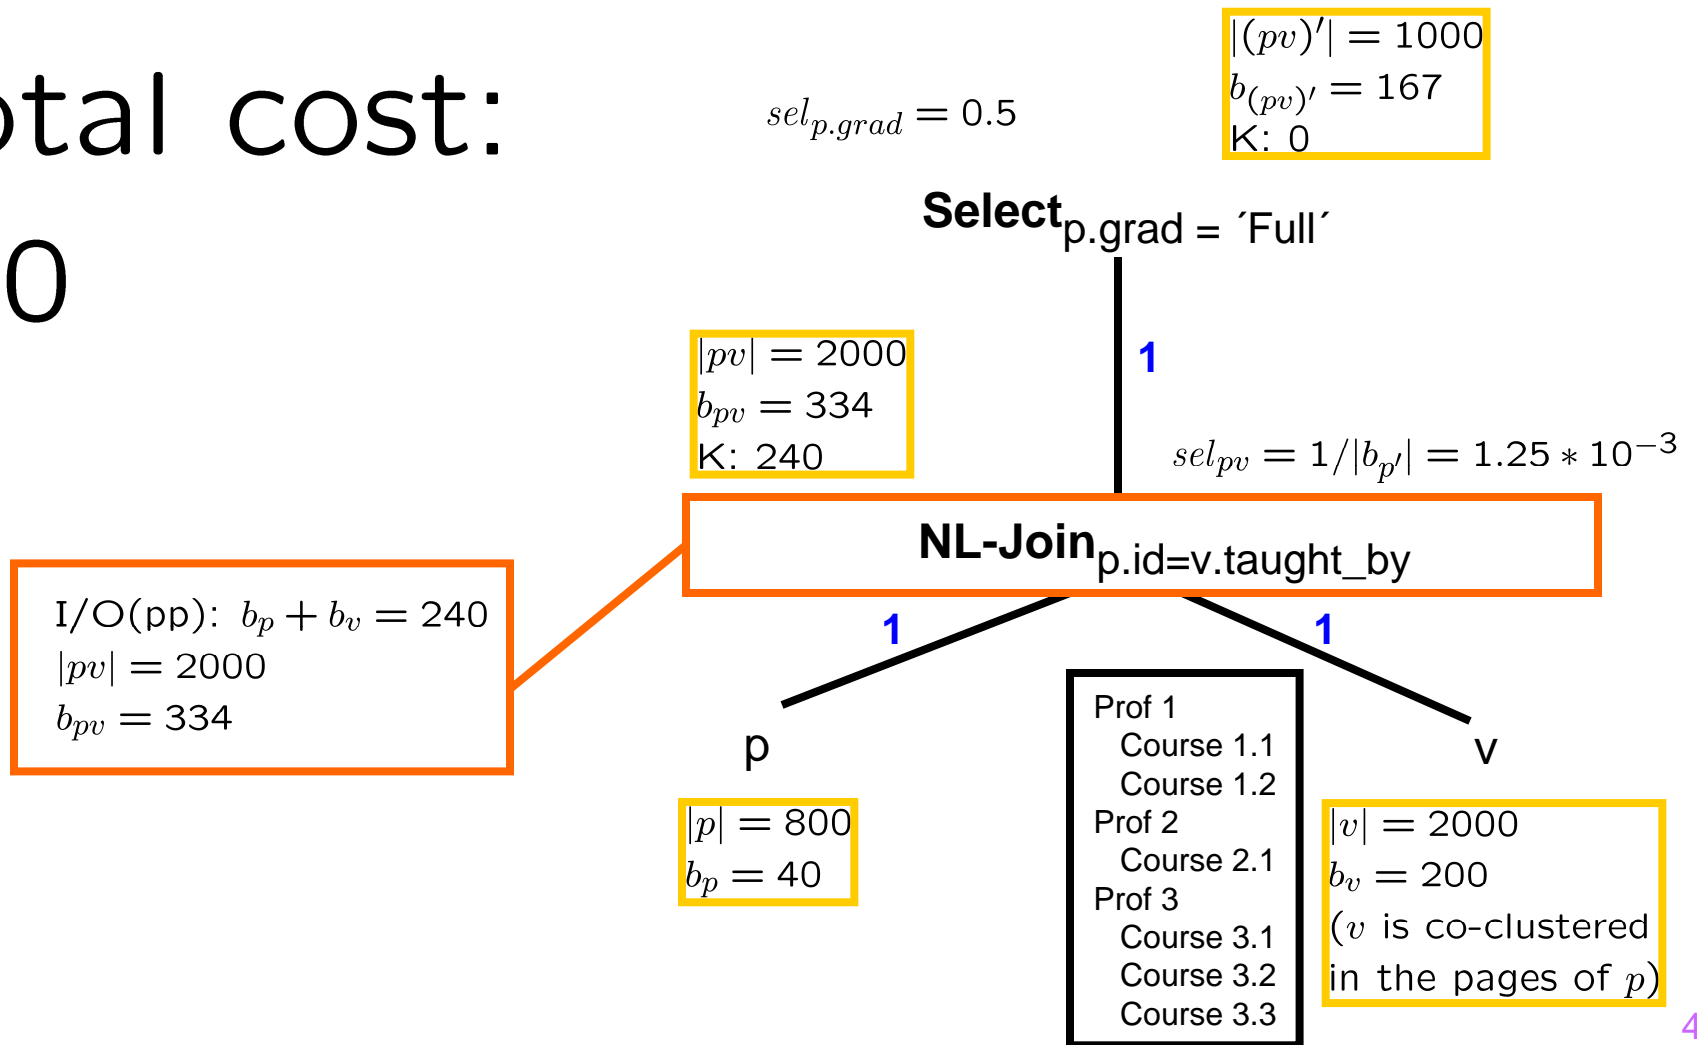 otal cost:
0
sel_{p.grad} = 0.5
|(pv)′| = 1000
b_{(pv)′} = 167
K: 0
Select_{p.grad = ´Full´}
1
|pv| = 2000
b_{pv} = 334
K: 240
sel_{pv} = 1/|b_{p′}| = 1.25 ∗ 10^{−3}
NL-Join_{p.id=v.taught_by}
I/O(pp): b_p + b_v = 240
|pv| = 2000
b_{pv} = 334
1
1
p
|p| = 800
b_p = 40
Prof 1
Course 1.1
Course 1.2
Prof 2
Course 2.1
Prof 3
Course 3.1
Course 3.2
Course 3.3
v
|v| = 2000
b_v = 200
(v is co-clustered
in the pages of p)
4